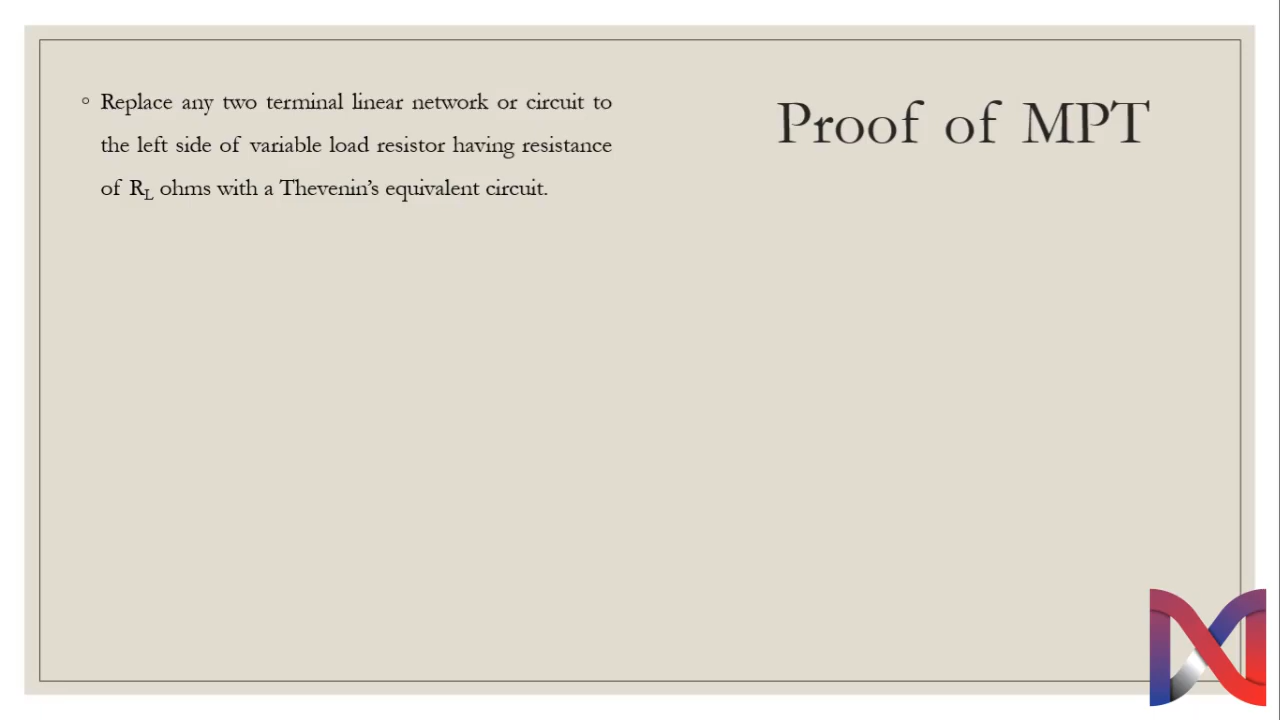 Proof of MPT
◦ Replace any two terminal linear network or circuit to
the left side of variable load resistor having resistance
of R_L ohms with a Thevenin’s equivalent circuit.